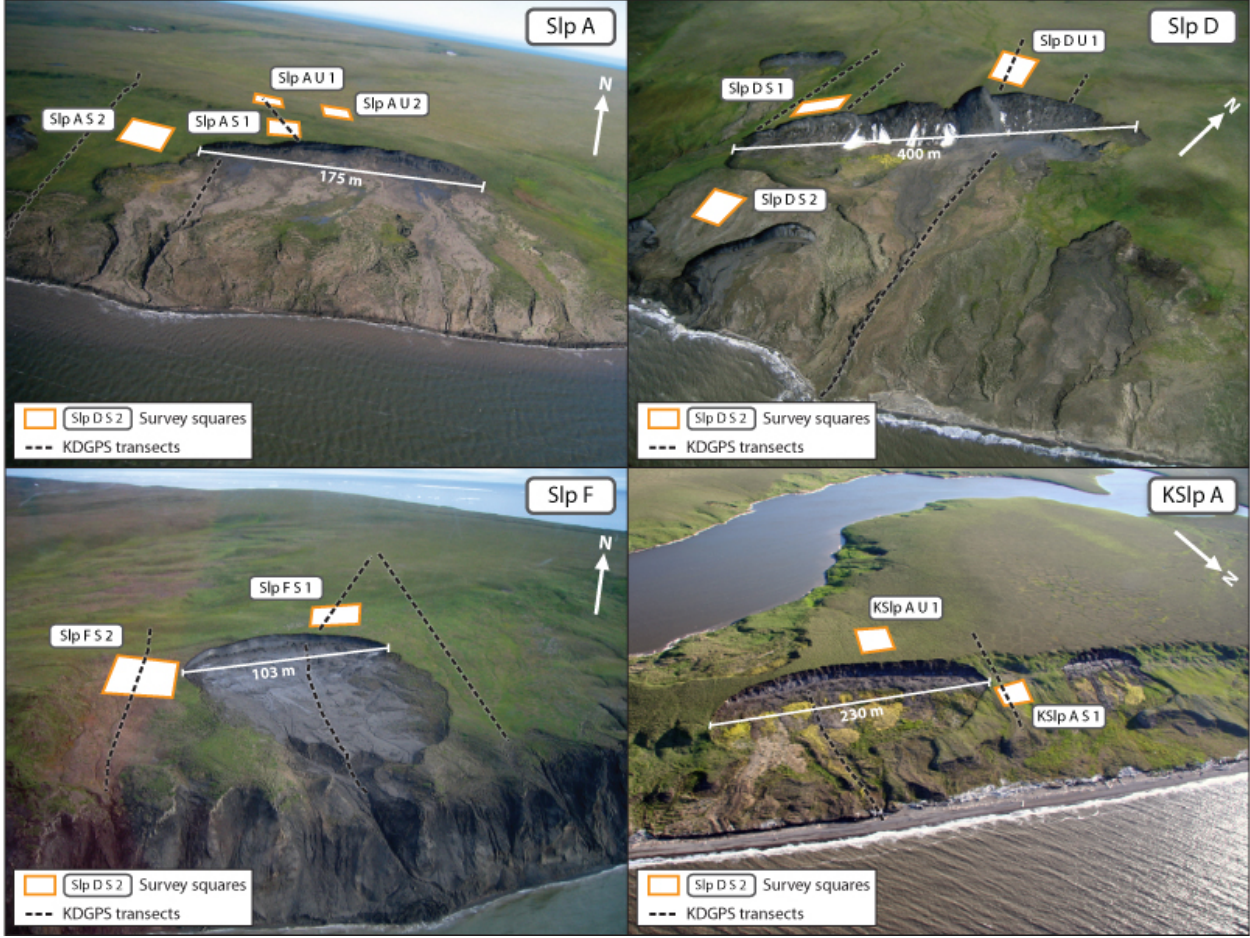 Slp A
N
Slp A U 1
Slp A U 2
Slp A S 2
Slp A S 1
175 m
Slp D S 2 Survey squares
KDGPS transects
Slp D
N
Slp D U 1
Slp D S 1
400 m
Slp D S 2
Slp D S 2 Survey squares
KDGPS transects
Slp F
N
Slp F S 1
Slp F S 2
103 m
Slp D S 2 Survey squares
KDGPS transects
KSlp A
N
KSlp A U 1
230 m
KSlp A S 1
Slp D S 2 Survey squares
KDGPS transects